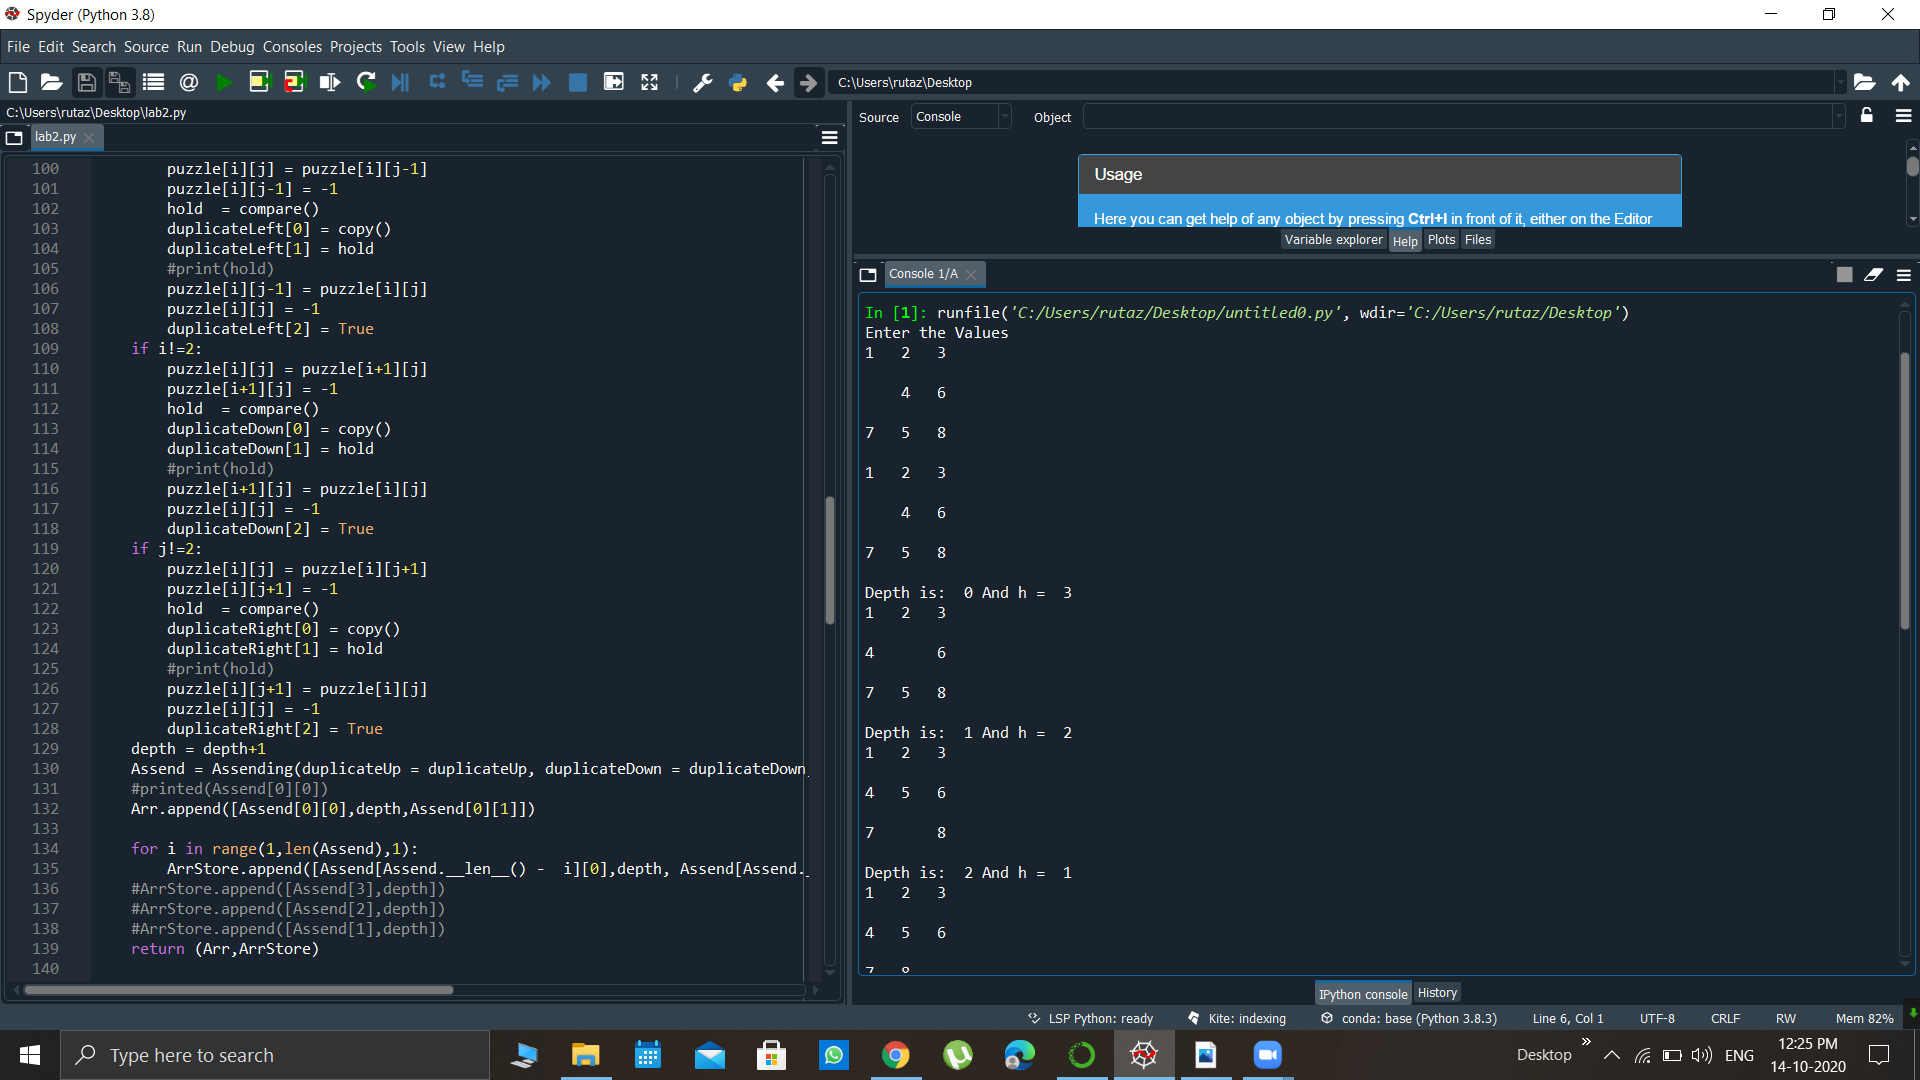 Spyder (Python 3.8)
File Edit Search Source Run Debug Consoles Projects Tools View Help
C:\Users\rutaz\Desktop
C:\Users\rutaz\Desktop\lab2.py
lab2.py
100 puzzle[i][j] = puzzle[i][j-1]
101 puzzle[i][j-1] = -1
102 hold  = compare()
103 duplicateLeft[0] = copy()
104 duplicateLeft[1] = hold
105 #print(hold)
106 puzzle[i][j-1] = puzzle[i][j]
107 puzzle[i][j] = -1
108 duplicateLeft[2] = True
109 if i!=2:
110 puzzle[i][j] = puzzle[i+1][j]
111 puzzle[i+1][j] = -1
112 hold  = compare()
113 duplicateDown[0] = copy()
114 duplicateDown[1] = hold
115 #print(hold)
116 puzzle[i+1][j] = puzzle[i][j]
117 puzzle[i][j] = -1
118 duplicateDown[2] = True
119 if j!=2:
120 puzzle[i][j] = puzzle[i][j+1]
121 puzzle[i][j+1] = -1
122 hold  = compare()
123 duplicateRight[0] = copy()
124 duplicateRight[1] = hold
125 #print(hold)
126 puzzle[i][j+1] = puzzle[i][j]
127 puzzle[i][j] = -1
128 duplicateRight[2] = True
129 depth = depth+1
130 Assend = Assending(duplicateUp = duplicateUp, duplicateDown = duplicateDown,
131 #printed(Assend[0][0])
132 Arr.append([Assend[0][0],depth,Assend[0][1]])
133
134 for i in range(1,len(Assend),1):
135 ArrStore.append([Assend[Assend.__len__() -  i][0],depth, Assend[Assend._
136 #ArrStore.append([Assend[3],depth])
137 #ArrStore.append([Assend[2],depth])
138 #ArrStore.append([Assend[1],depth])
139 return (Arr,ArrStore)
140
Source Console Object
Usage
Here you can get help of any object by pressing Ctrl+I in front of it, either on the Editor
Variable explorer Help Plots Files
Console 1/A
In [1]: runfile('C:/Users/rutaz/Desktop/untitled0.py', wdir='C:/Users/rutaz/Desktop')
Enter the Values
1 2 3
4 6
7 5 8
1 2 3
4 6
7 5 8
Depth is:  0 And h =  3
1 2 3
4 6
7 5 8
Depth is:  1 And h =  2
1 2 3
4 5 6
7 8
Depth is:  2 And h =  1
1 2 3
4 5 6
7 8
IPython console History
LSP Python: ready Kite: indexing conda: base (Python 3.8.3) Line 6, Col 1 UTF-8 CRLF RW Mem 82%
Type here to search
Desktop » ENG 12:25 PM
14-10-2020